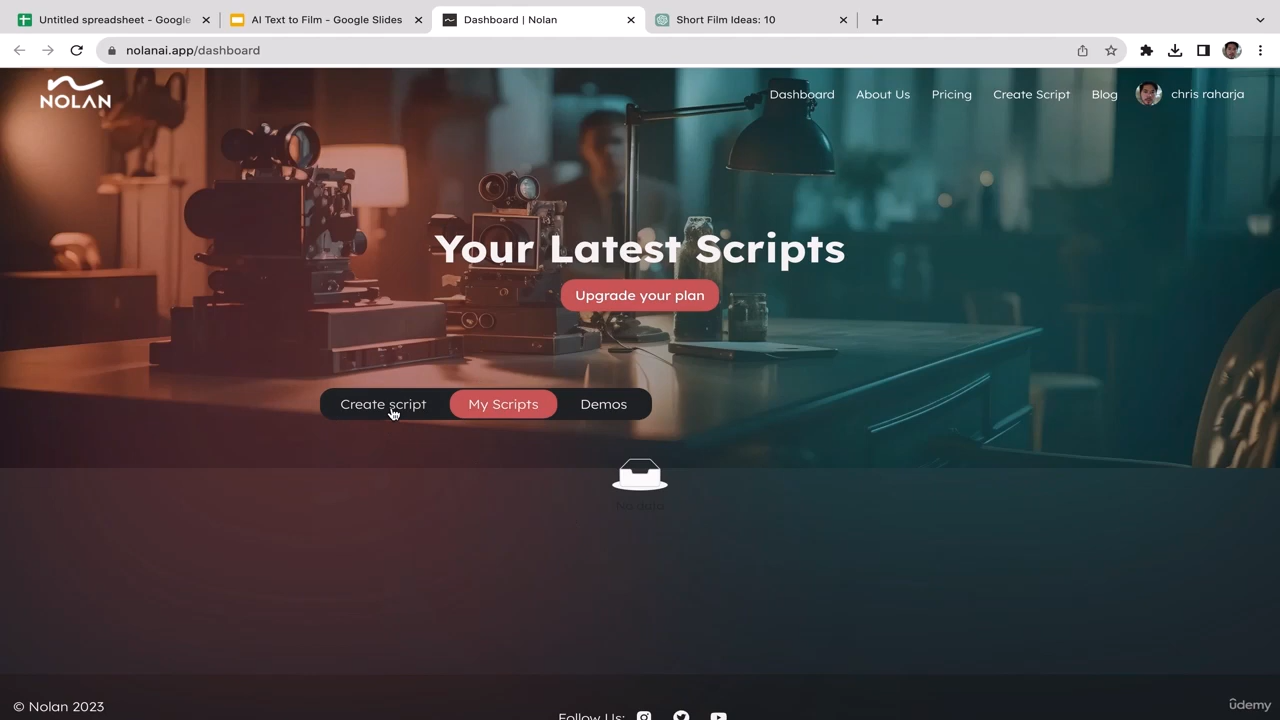 Untitled spreadsheet - Google
AI Text to Film - Google Slides
Dashboard | Nolan
Short Film Ideas: 10
nolanai.app/dashboard
NOLAN
Dashboard
About Us
Pricing
Create Script
Blog
chris raharja
Your Latest Scripts
Upgrade your plan
Create script
My Scripts
Demos
No data
© Nolan 2023
Follow Us:
ûdemy